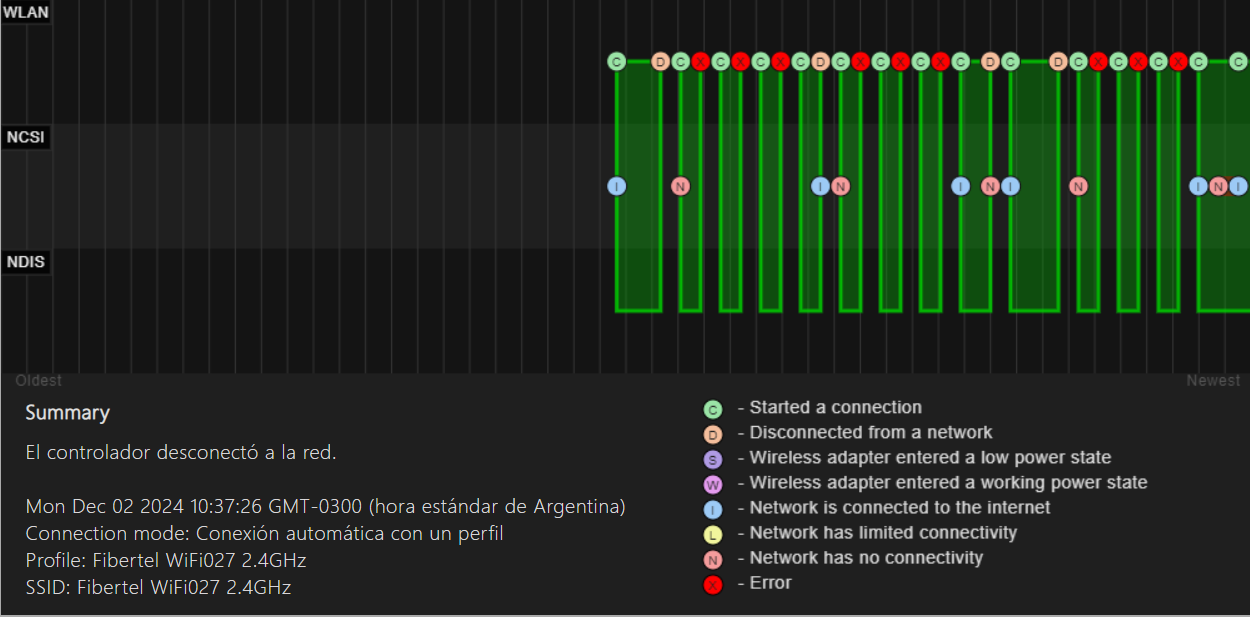 WLAN
C D C X C X C X C D C X C X C X C D C D C X C X C X C C
NCSI
I N I N I N I N I N I
NDIS
Oldest
Newest
Summary
El controlador desconectó a la red.
Mon Dec 02 2024 10:37:26 GMT-0300 (hora estándar de Argentina)
Connection mode: Conexión automática con un perfil
Profile: Fibertel WiFi027 2.4GHz
SSID: Fibertel WiFi027 2.4GHz
C - Started a connection
D - Disconnected from a network
S - Wireless adapter entered a low power state
W - Wireless adapter entered a working power state
I - Network is connected to the internet
L - Network has limited connectivity
N - Network has no connectivity
X - Error